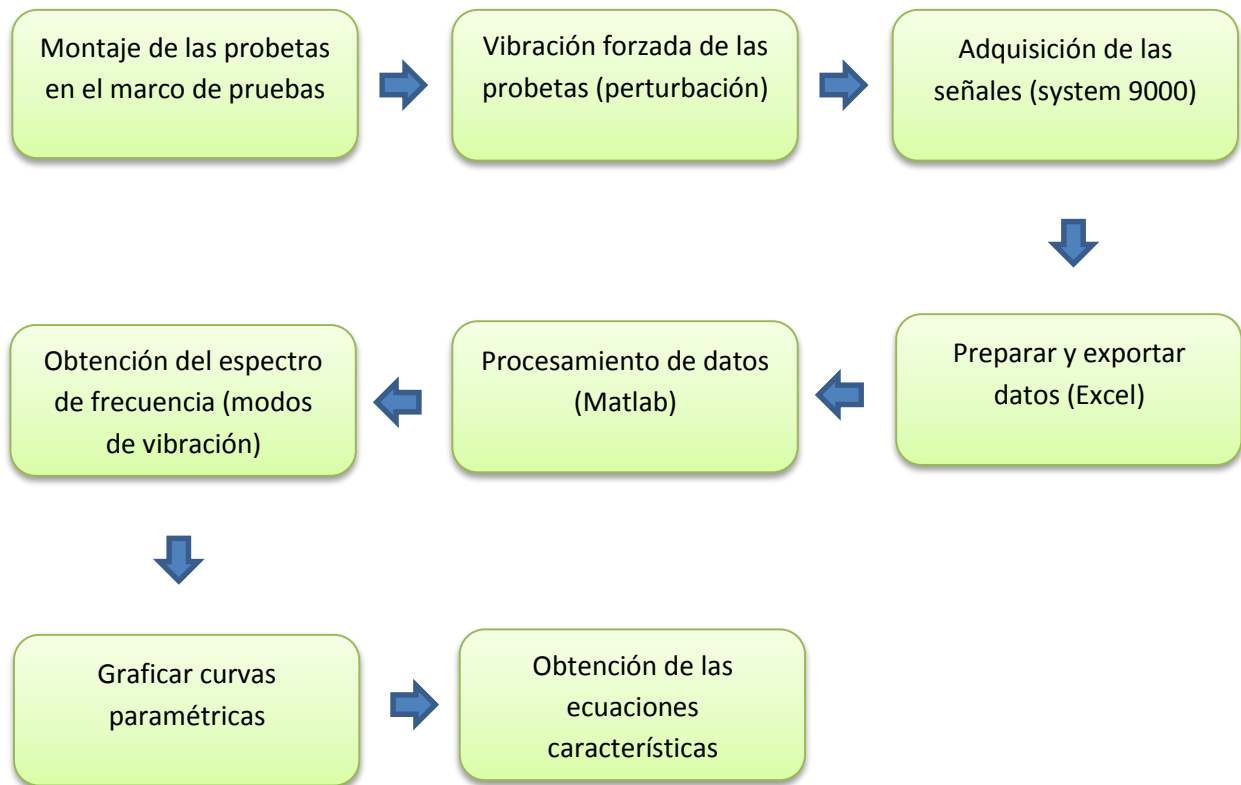 Montaje de las probetas
en el marco de pruebas
Vibración forzada de las
probetas (perturbación)
Adquisición de las
señales (system 9000)
Preparar y exportar
datos (Excel)
Procesamiento de datos
(Matlab)
Obtención del espectro
de frecuencia (modos
de vibración)
Graficar curvas
paramétricas
Obtención de las
ecuaciones
características